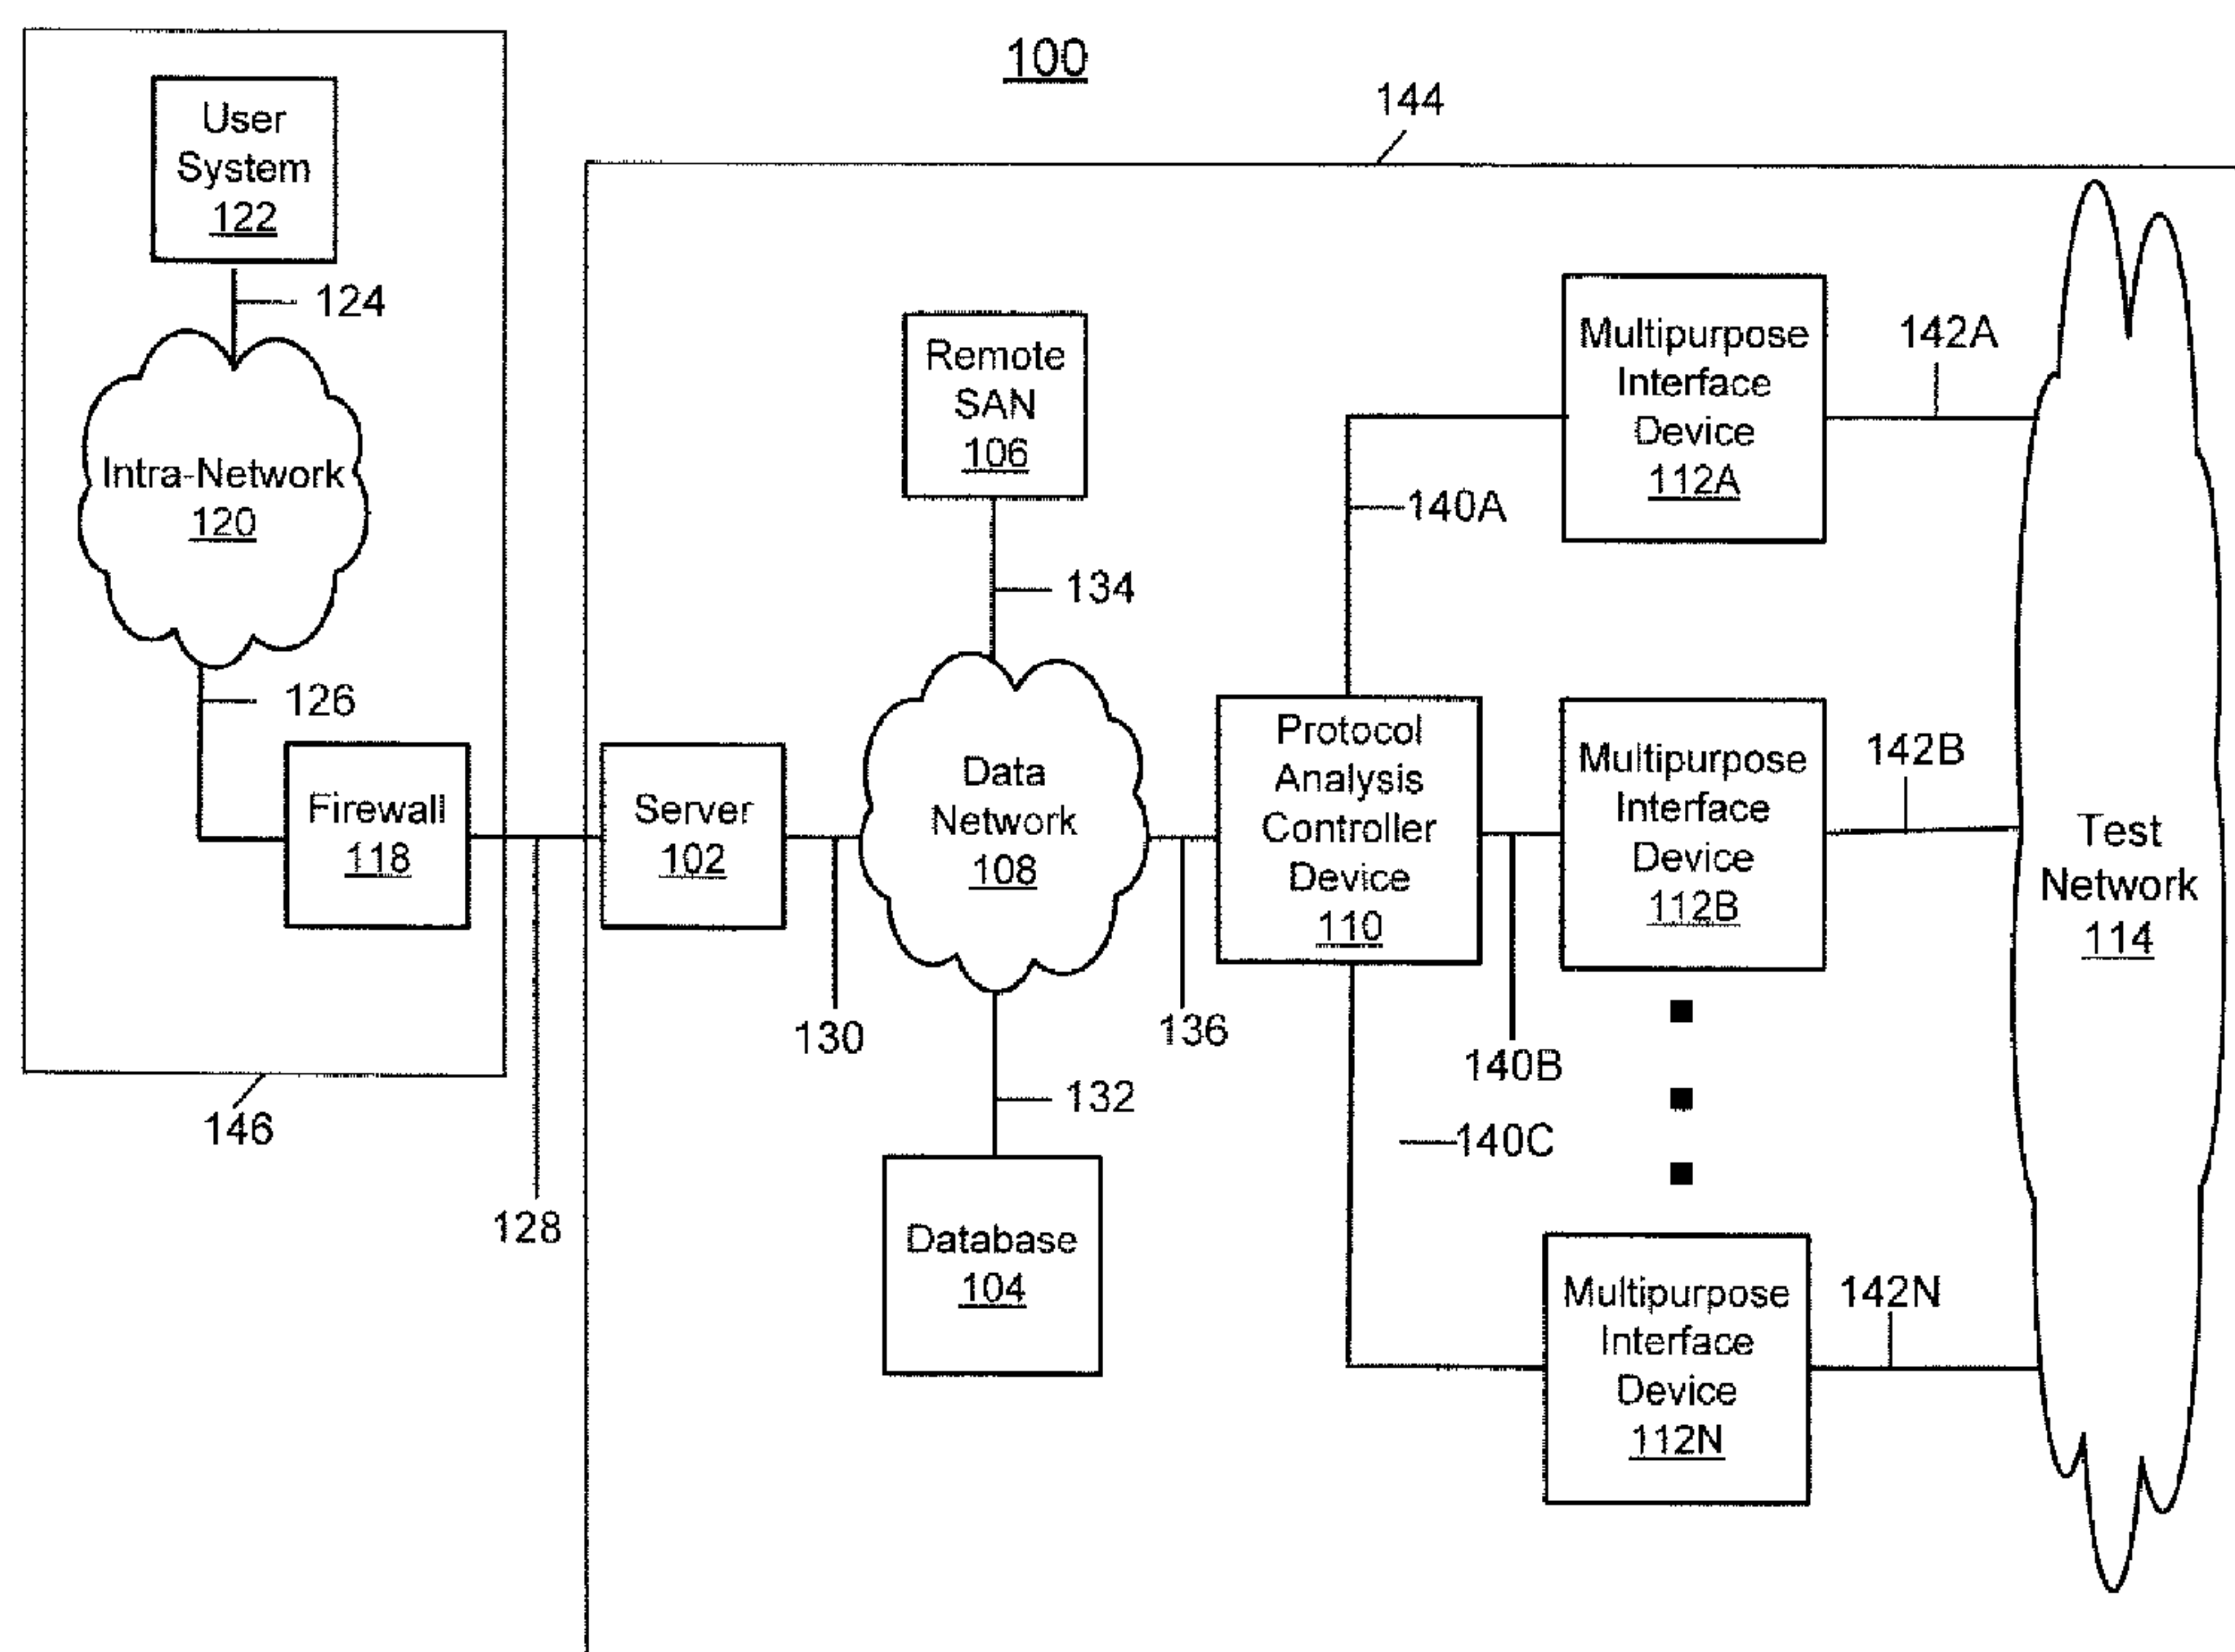 100
144
User
System
122
124
Intra-Network
120
126
Firewall
118
146
128
Server
102
130
Remote
SAN
106
134
Data
Network
108
136
132
Database
104
Protocol
Analysis
Controller
Device
110
140A
140B
140C
Multipurpose
Interface
Device
112A
142A
Multipurpose
Interface
Device
112B
142B
Multipurpose
Interface
Device
112N
142N
Test
Network
114